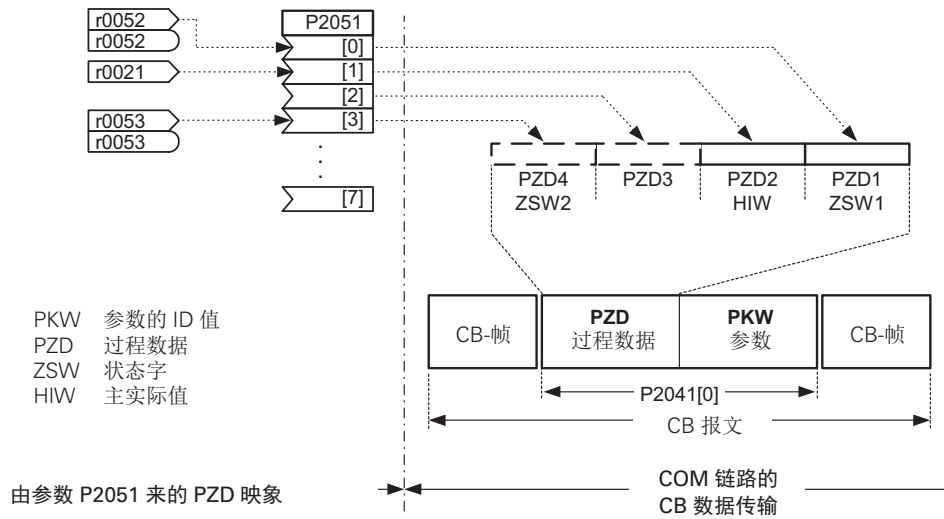 r0052
r0052
r0021
r0053
r0053
P2051
[0]
[1]
[2]
[3]
[7]
PZD4
ZSW2
PZD3
PZD2
HIW
PZD1
ZSW1
PKW 参数的 ID 值
PZD 过程数据
ZSW 状态字
HIW 主实际值
CB-帧
PZD
过程数据
PKW
参数
CB-帧
P2041[0]
CB 报文
由参数 P2051 来的 PZD 映象
COM 链路的
CB 数据传输